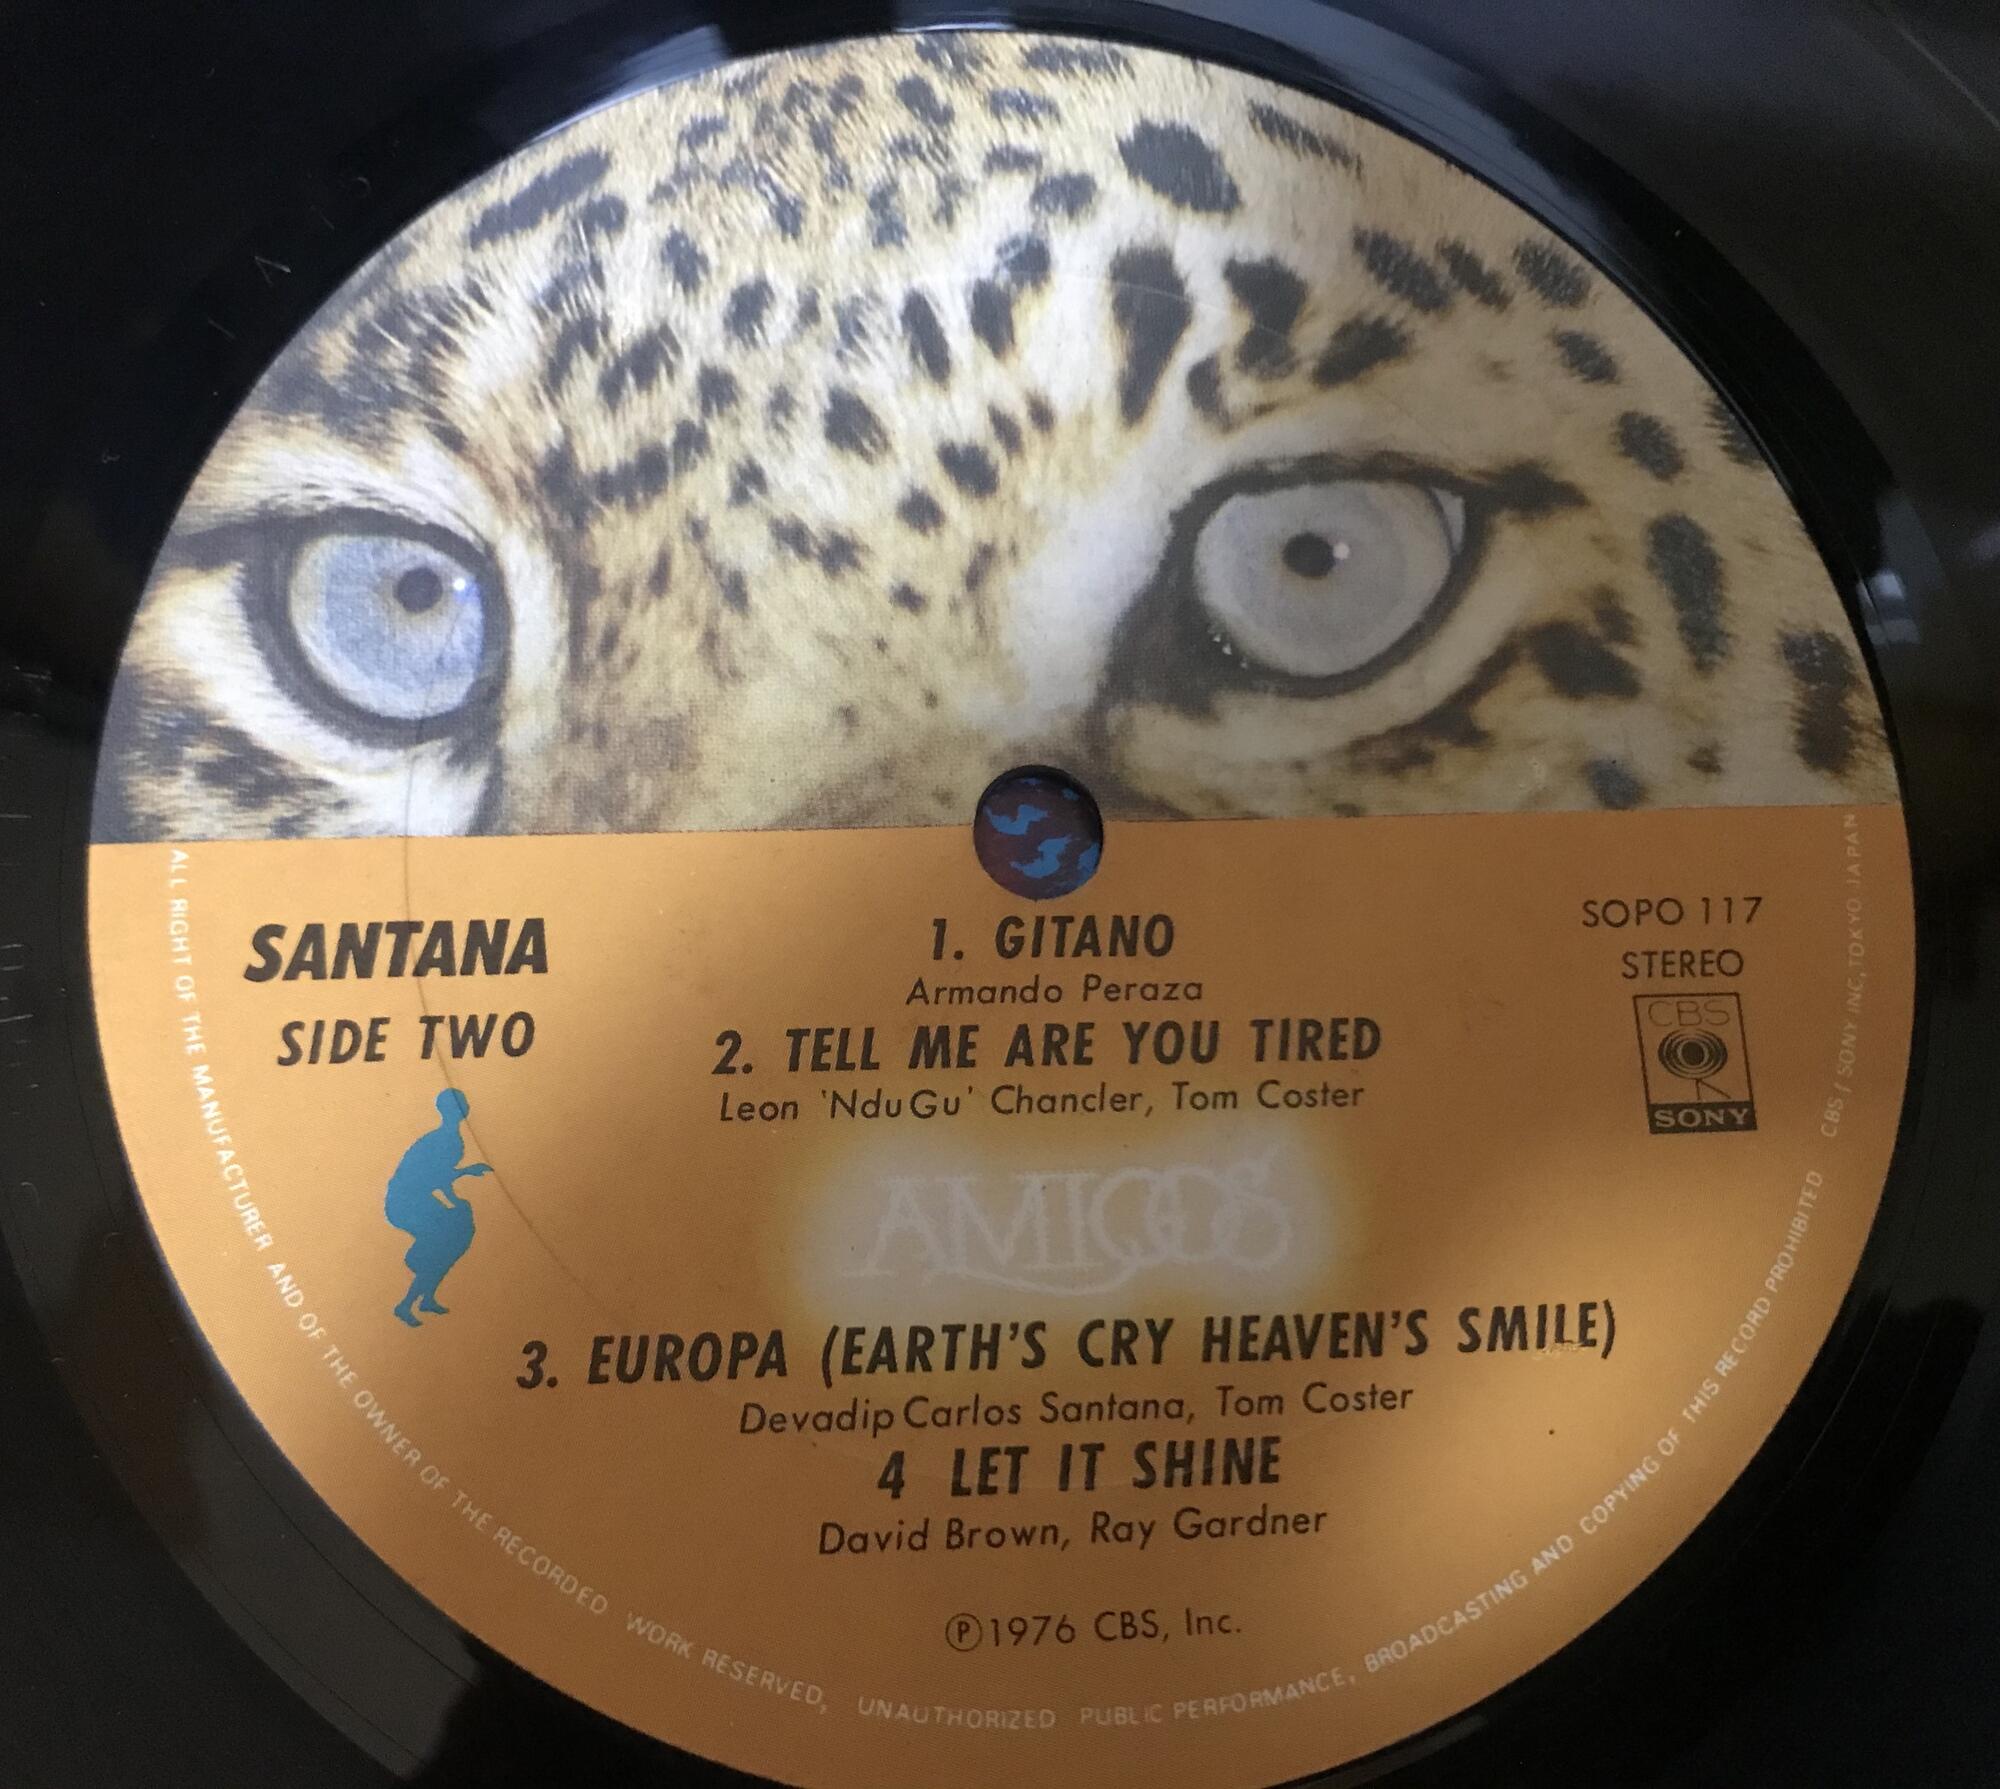 SANTANA
SIDE TWO
1. GITANO
Armando Peraza
2. TELL ME ARE YOU TIRED
Leon 'NduGu' Chancler, Tom Coster
AMIGOS
3. EUROPA (EARTH'S CRY HEAVEN'S SMILE)
Devadip Carlos Santana, Tom Coster
4 LET IT SHINE
David Brown, Ray Gardner
℗1976 CBS, Inc.
SOPO 117
STEREO
CBS
SONY
ALL RIGHT OF THE MANUFACTURER AND OF THE OWNER OF THE RECORDED WORK RESERVED, UNAUTHORIZED PUBLIC PERFORMANCE, BROADCASTING AND COPYING OF THIS RECORD PROHIBITED CBS / SONY INC, TOKYO JAPAN